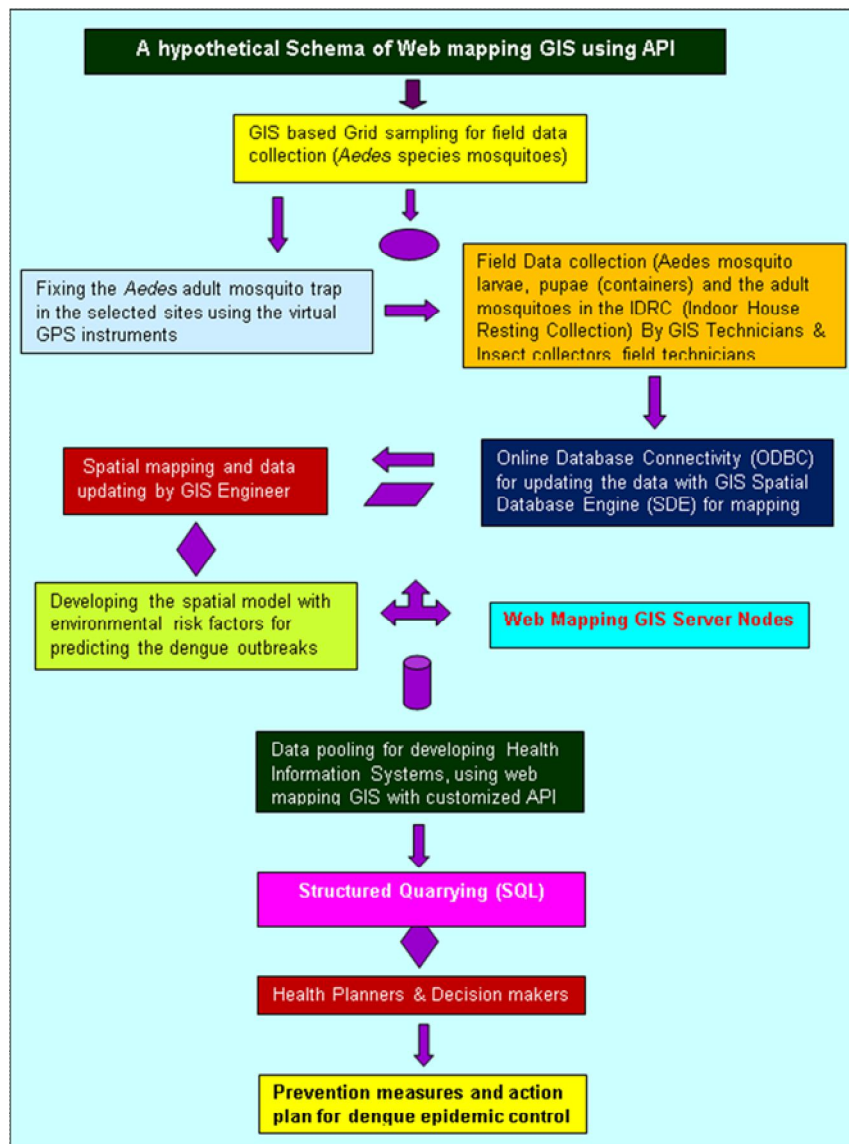 A hypothetical Schema of Web mapping GIS using API
GIS based Grid sampling for field data
collection (Aedes species mosquitoes)
Fixing the Aedes adult mosquito trap
in the selected sites using the virtual
GPS instruments
Field Data collection (Aedes mosquito
larvae, pupae (containers) and the adult
mosquitoes in the IDRC (Indoor House
Resting Collection) By GIS Technicians &
Insect collectors field technicians
Spatial mapping and data
updating by GIS Engineer
Online Database Connectivity (ODBC)
for updating the data with GIS Spatial
Database Engine (SDE) for mapping
Developing the spatial model with
environmental risk factors for
predicting the dengue outbreaks
Web Mapping GIS Server Nodes
Data pooling for developing Health
Information Systems, using web
mapping GIS with customized API
Structured Quarrying (SQL)
Health Planners & Decision makers
Prevention measures and action
plan for dengue epidemic control